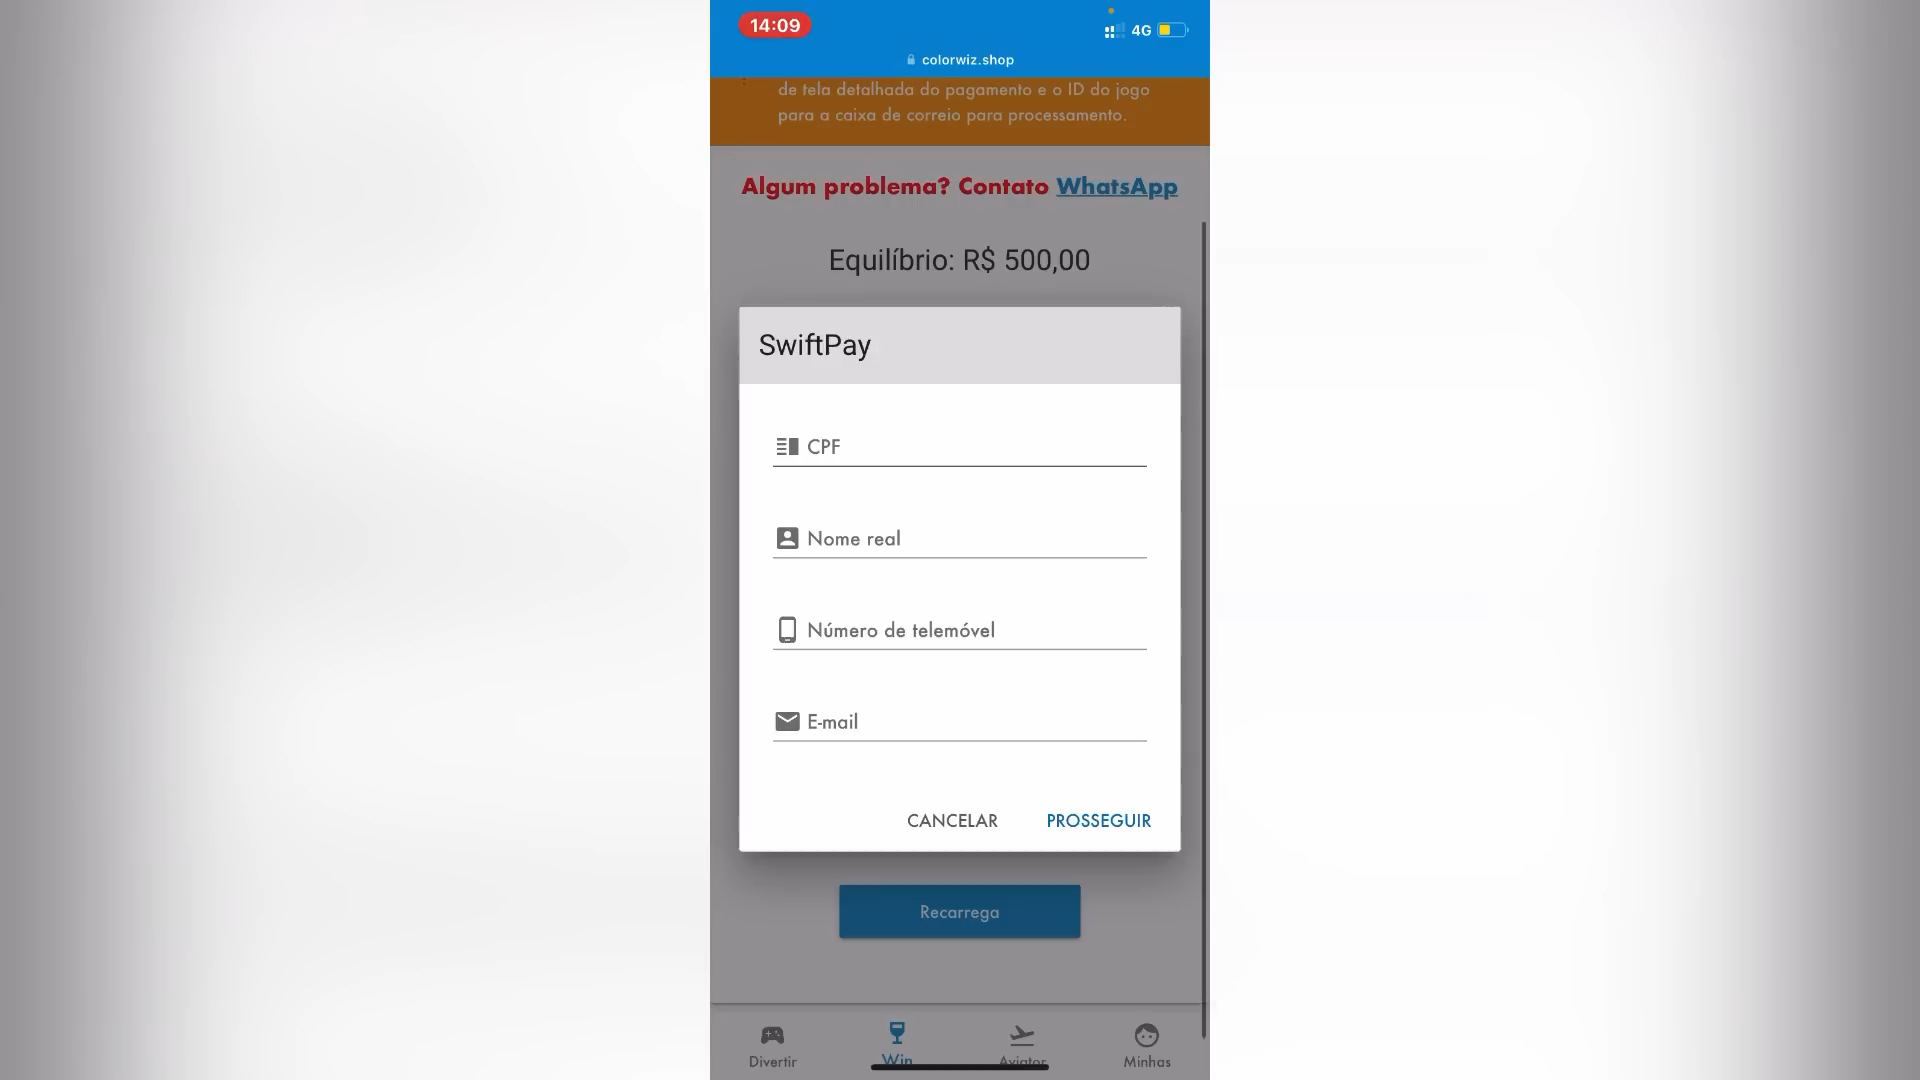 14:09
4G
colorwiz.shop
de tela detalhada do pagamento e o ID do jogo
para a caixa de correio para processamento.
Algum problema? Contato WhatsApp
Equilíbrio: R$ 500,00
SwiftPay
CPF
Nome real
Número de telemóvel
E-mail
CANCELAR PROSSEGUIR
Recarrega
Divertir Win Aviator Minhas